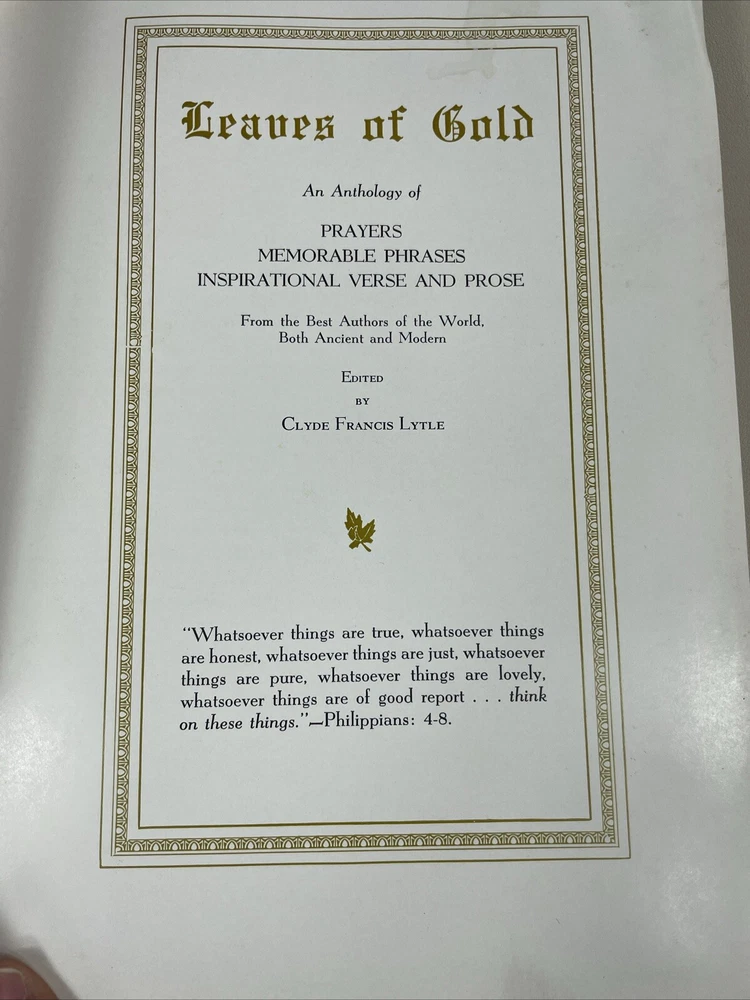 Leaves of Gold
An Anthology of
PRAYERS
MEMORABLE PHRASES
INSPIRATIONAL VERSE AND PROSE
From the Best Authors of the World,
Both Ancient and Modern
EDITED
BY
CLYDE FRANCIS LYTLE
“Whatsoever things are true, whatsoever things
are honest, whatsoever things are just, whatsoever
things are pure, whatsoever things are lovely,
whatsoever things are of good report . . . think
on these things.”—Philippians: 4-8.